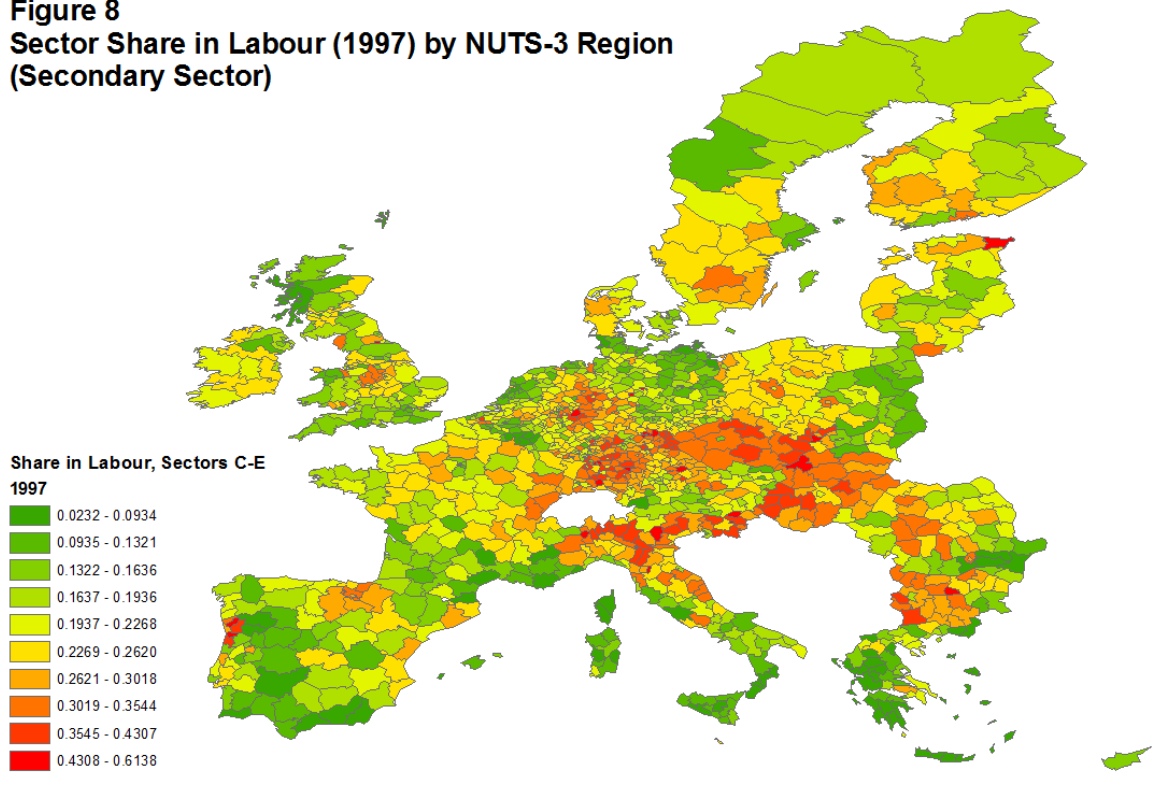 Figure 8
Sector Share in Labour (1997) by NUTS-3 Region
(Secondary Sector)
Share in Labour, Sectors C-E
1997
0.0232 - 0.0934
0.0935 - 0.1321
0.1322 - 0.1636
0.1637 - 0.1936
0.1937 - 0.2268
0.2269 - 0.2620
0.2621 - 0.3018
0.3019 - 0.3544
0.3545 - 0.4307
0.4308 - 0.6138